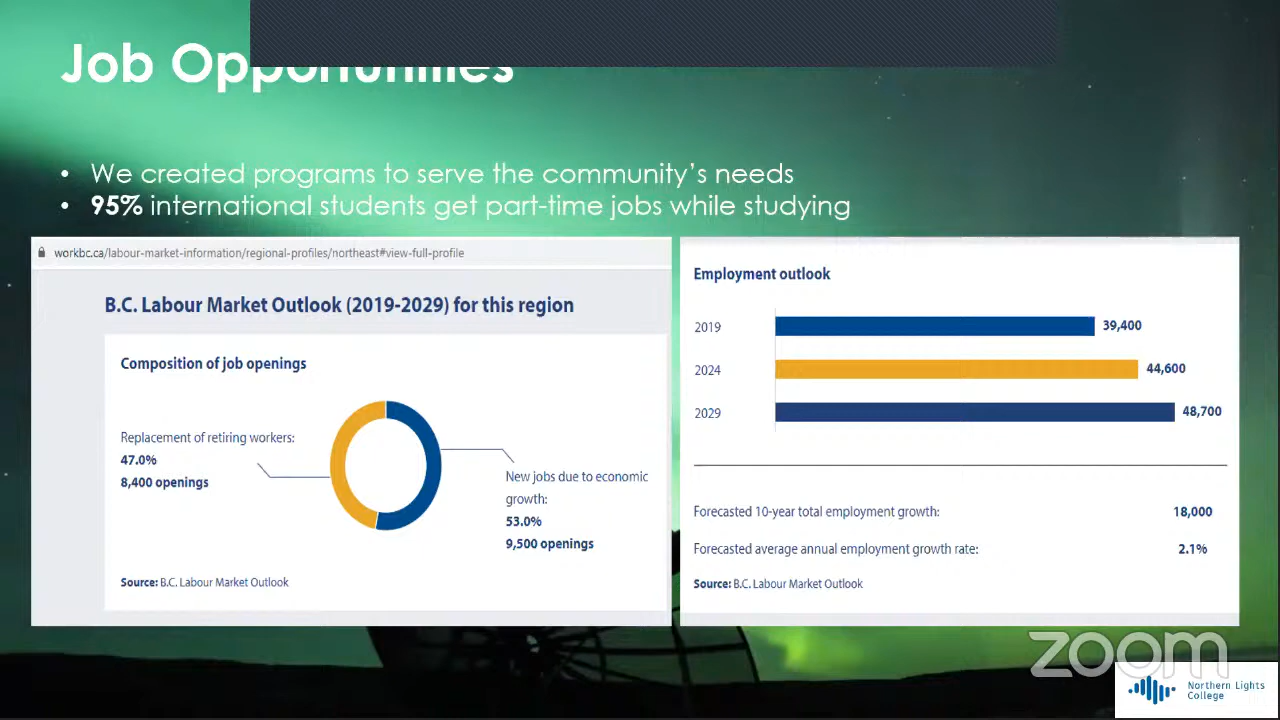 Job Opportunities
• We created programs to serve the community's needs
• 95% international students get part-time jobs while studying
workbc.ca/labour-market-information/regional-profiles/northeast#view-full-profile
B.C. Labour Market Outlook (2019-2029) for this region
Composition of job openings
Replacement of retiring workers:
47.0%
8,400 openings
New jobs due to economic
growth:
53.0%
9,500 openings
Source: B.C. Labour Market Outlook
Employment outlook
2019 39,400
2024 44,600
2029 48,700
Forecasted 10-year total employment growth: 18,000
Forecasted average annual employment growth rate: 2.1%
Source: B.C. Labour Market Outlook
zoom
Northern Lights
College